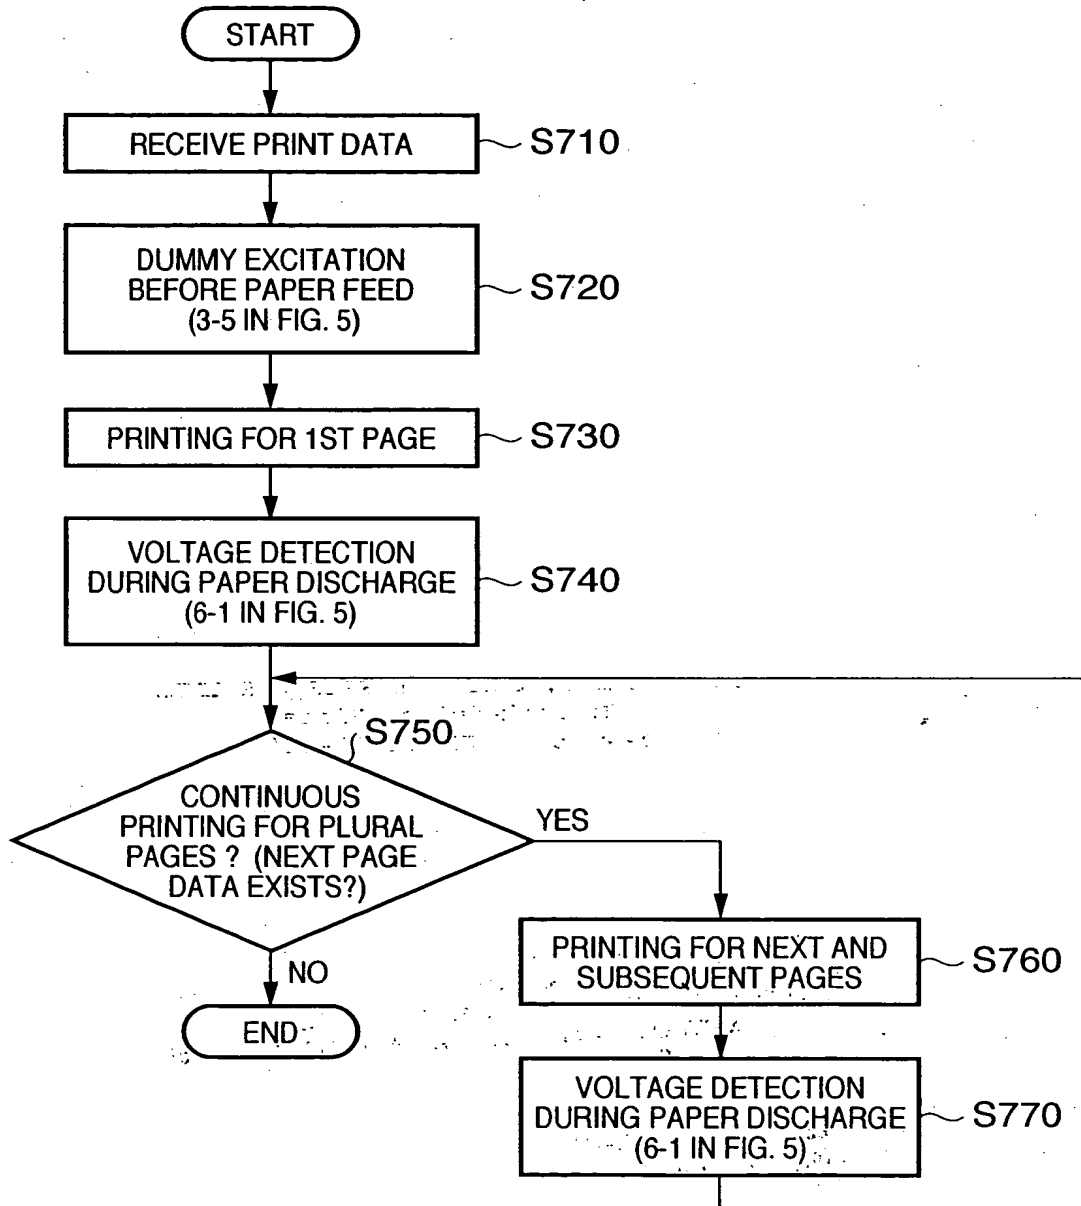 START
RECEIVE PRINT DATA
S710
DUMMY EXCITATION
BEFORE PAPER FEED
(3-5 IN FIG. 5)
S720
PRINTING FOR 1ST PAGE
S730
VOLTAGE DETECTION
DURING PAPER DISCHARGE
(6-1 IN FIG. 5)
S740
S750
CONTINUOUS
PRINTING FOR PLURAL
PAGES ? (NEXT PAGE
DATA EXISTS?)
YES
NO
END
PRINTING FOR NEXT AND
SUBSEQUENT PAGES
S760
VOLTAGE DETECTION
DURING PAPER DISCHARGE
(6-1 IN FIG. 5)
S770